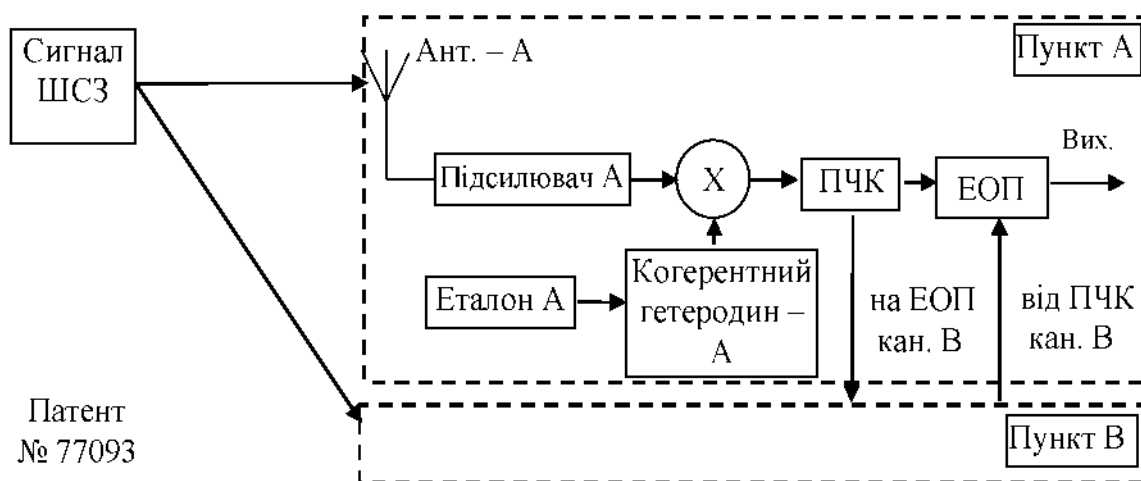 Сигнал
ШСЗ
Ант. – А
Пункт А
Підсилювач А
Х
ПЧК
ЕОП
Вих.
Еталон А
Когерентний
гетеродин –
А
на ЕОП
кан. В
від ПЧК
кан. В
Патент
№ 77093
Пункт В